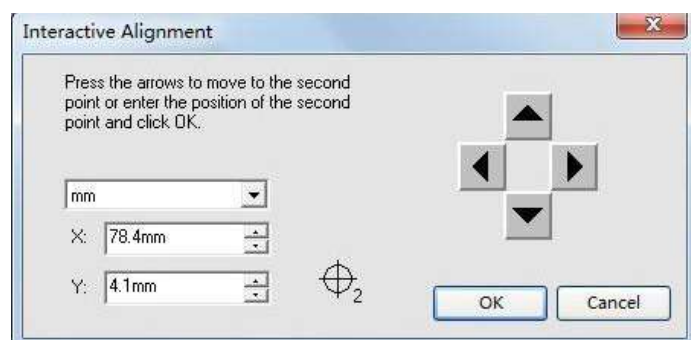 Interactive Alignment
Press the arrows to move to the second
point or enter the position of the second
point and click OK.
mm
X: 78.4mm
Y: 4.1mm
2
OK Cancel